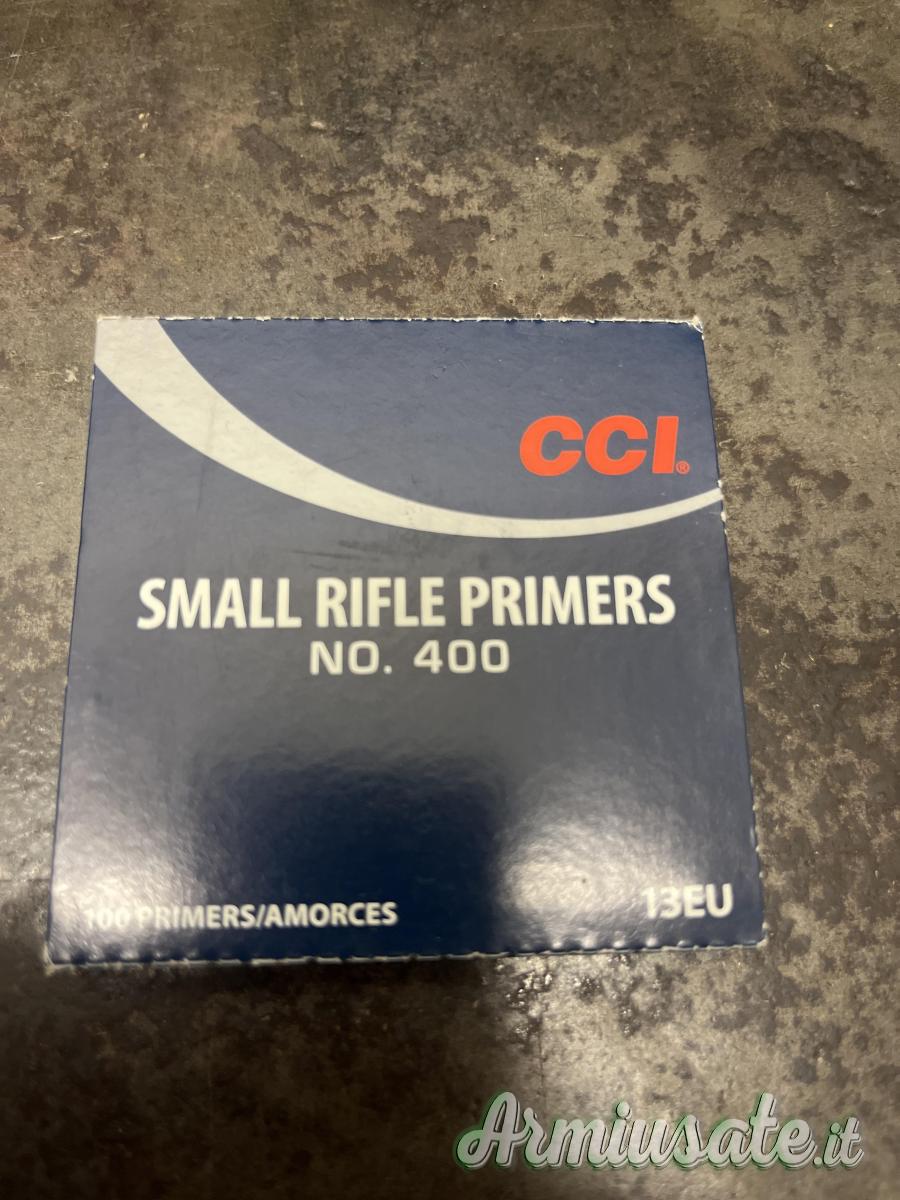 CCI®
SMALL RIFLE PRIMERS
NO. 400
100 PRIMERS/AMORCES
13EU
Armiusate.it